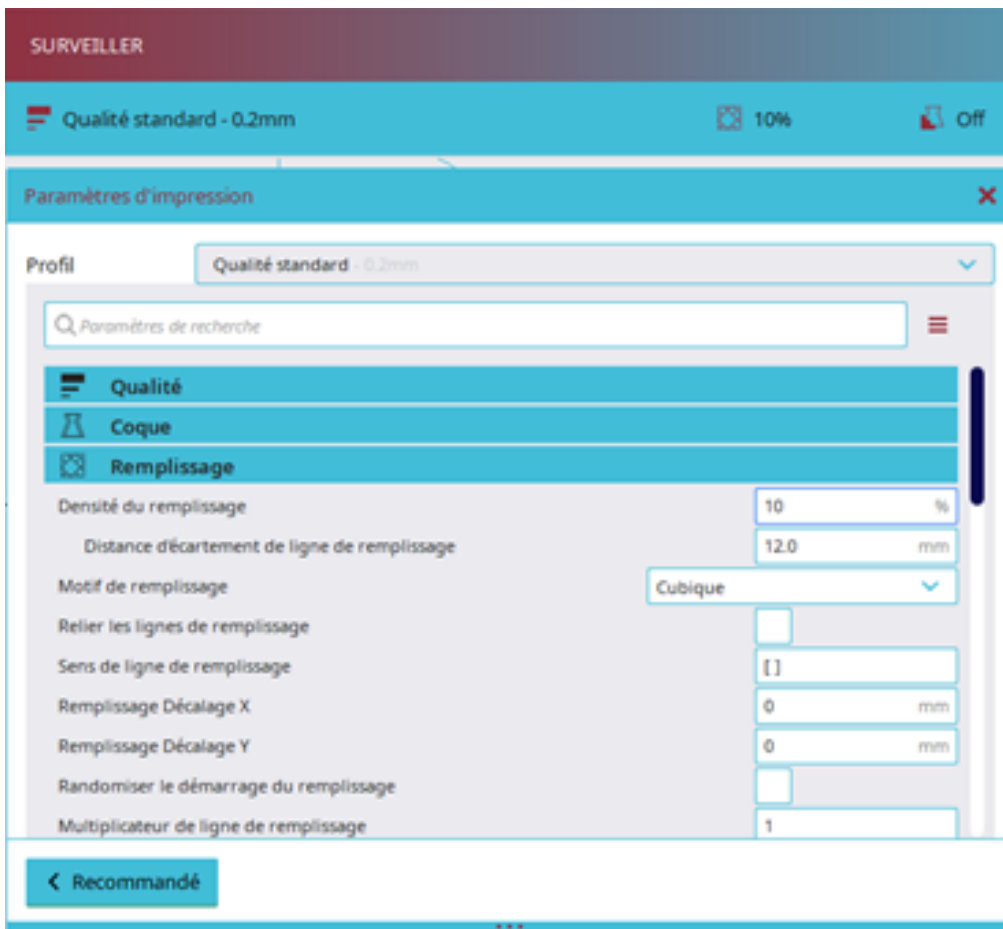 SURVEILLER
Qualité standard - 0.2mm 10% Off
Paramètres d'impression
Profil Qualité standard - 0.2mm
Paramètres de recherche
Qualité
Coque
Remplissage
Densité du remplissage 10 %
Distance d'écartement de ligne de remplissage 12.0 mm
Motif de remplissage Cubique
Relier les lignes de remplissage
Sens de ligne de remplissage [ ]
Remplissage Décalage X 0 mm
Remplissage Décalage Y 0 mm
Randomiser le démarrage du remplissage
Multiplicateur de ligne de remplissage 1
Recommandé